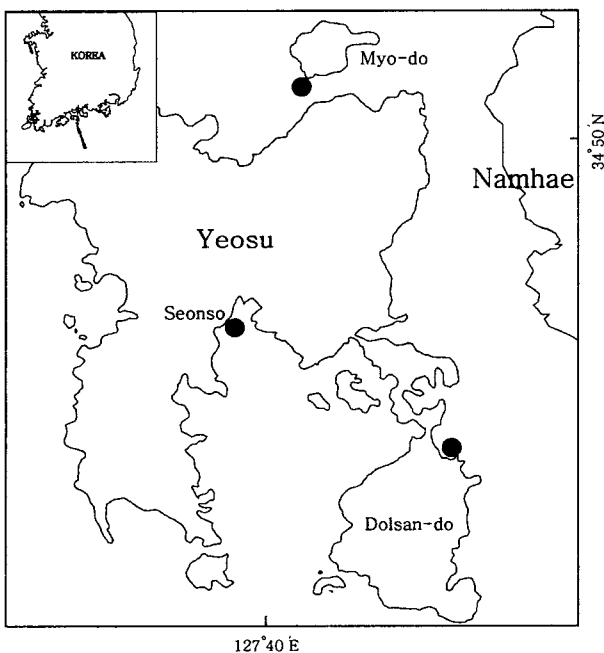 KOREA
Myo-do
34°50'N
Namhae
Yeosu
Seonso
Dolsan-do
127°40'E